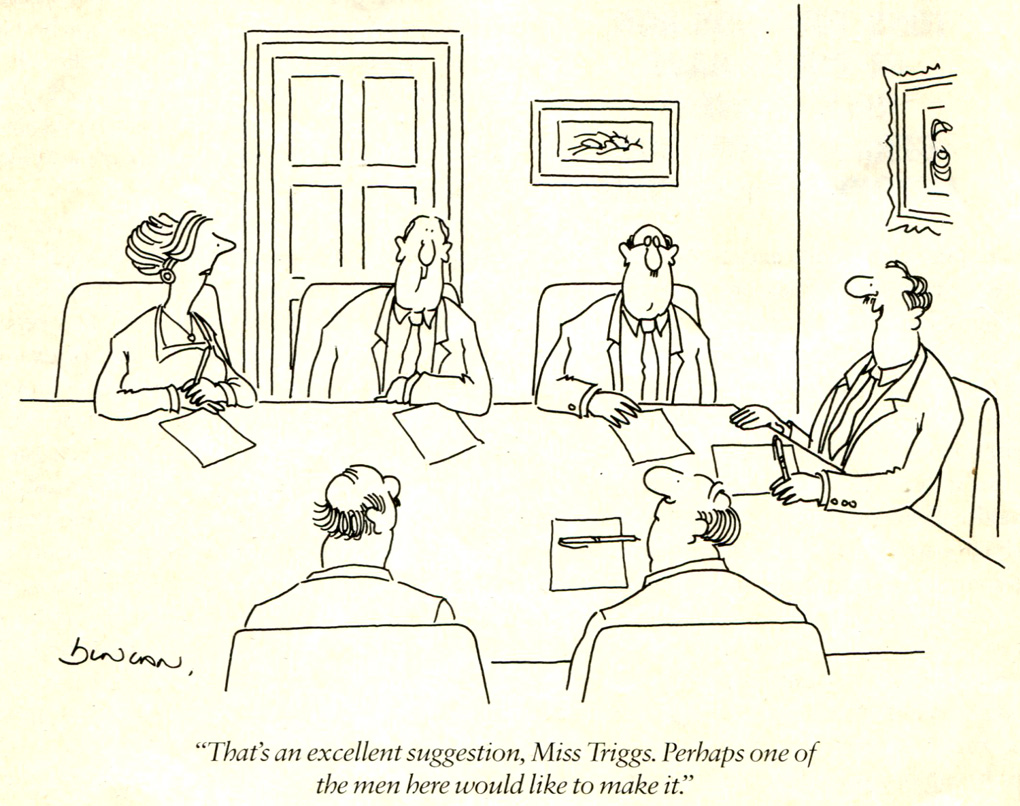 DUNCAN.
“That's an excellent suggestion, Miss Triggs. Perhaps one of
the men here would like to make it.”